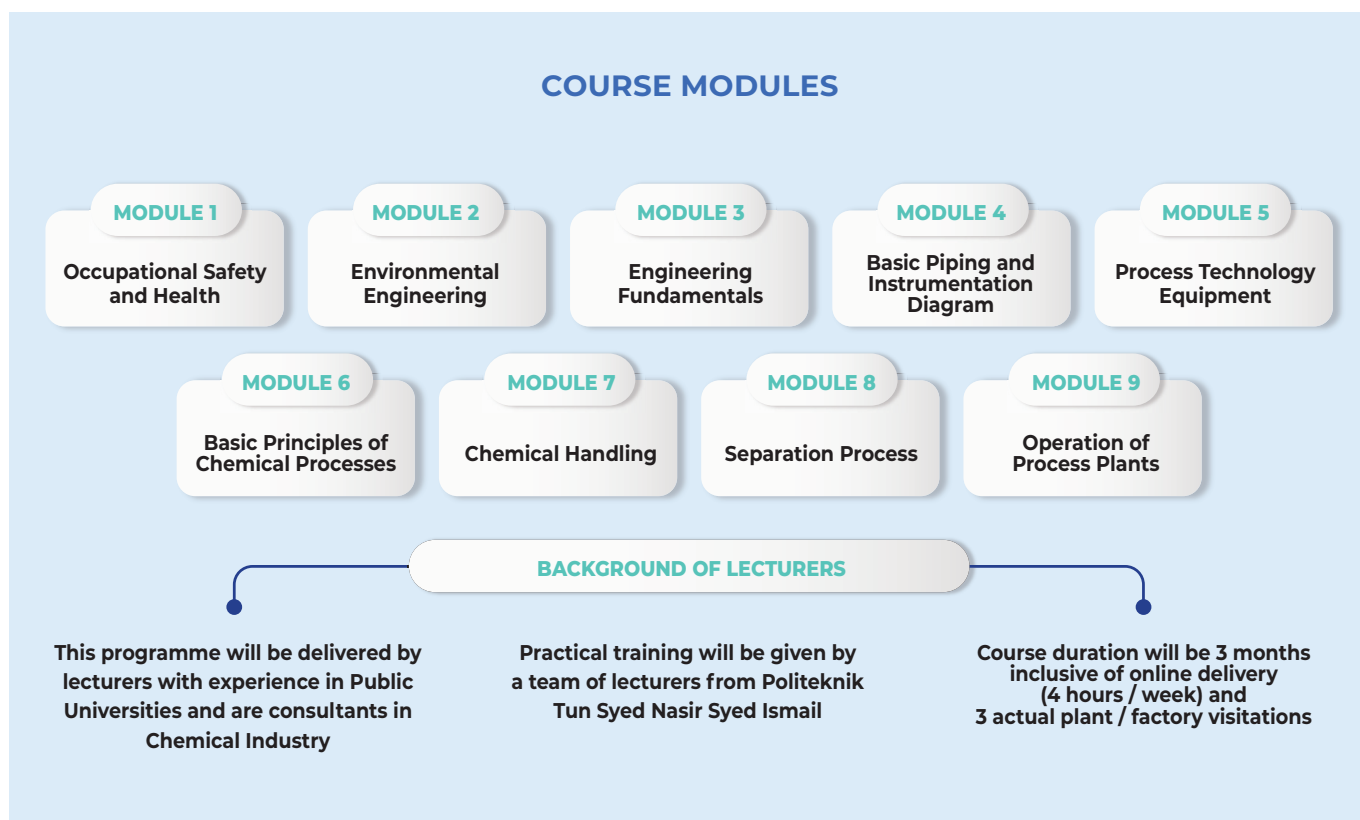 COURSE MODULES
MODULE 1
Occupational Safety
and Health
MODULE 2
Environmental
Engineering
MODULE 3
Engineering
Fundamentals
MODULE 4
Basic Piping and
Instrumentation
Diagram
MODULE 5
Process Technology
Equipment
MODULE 6
Basic Principles of
Chemical Processes
MODULE 7
Chemical Handling
MODULE 8
Separation Process
MODULE 9
Operation of
Process Plants
BACKGROUND OF LECTURERS
This programme will be delivered by
lecturers with experience in Public
Universities and are consultants in
Chemical Industry
Practical training will be given by
a team of lecturers from Politeknik
Tun Syed Nasir Syed Ismail
Course duration will be 3 months
inclusive of online delivery
(4 hours / week) and
3 actual plant / factory visitations